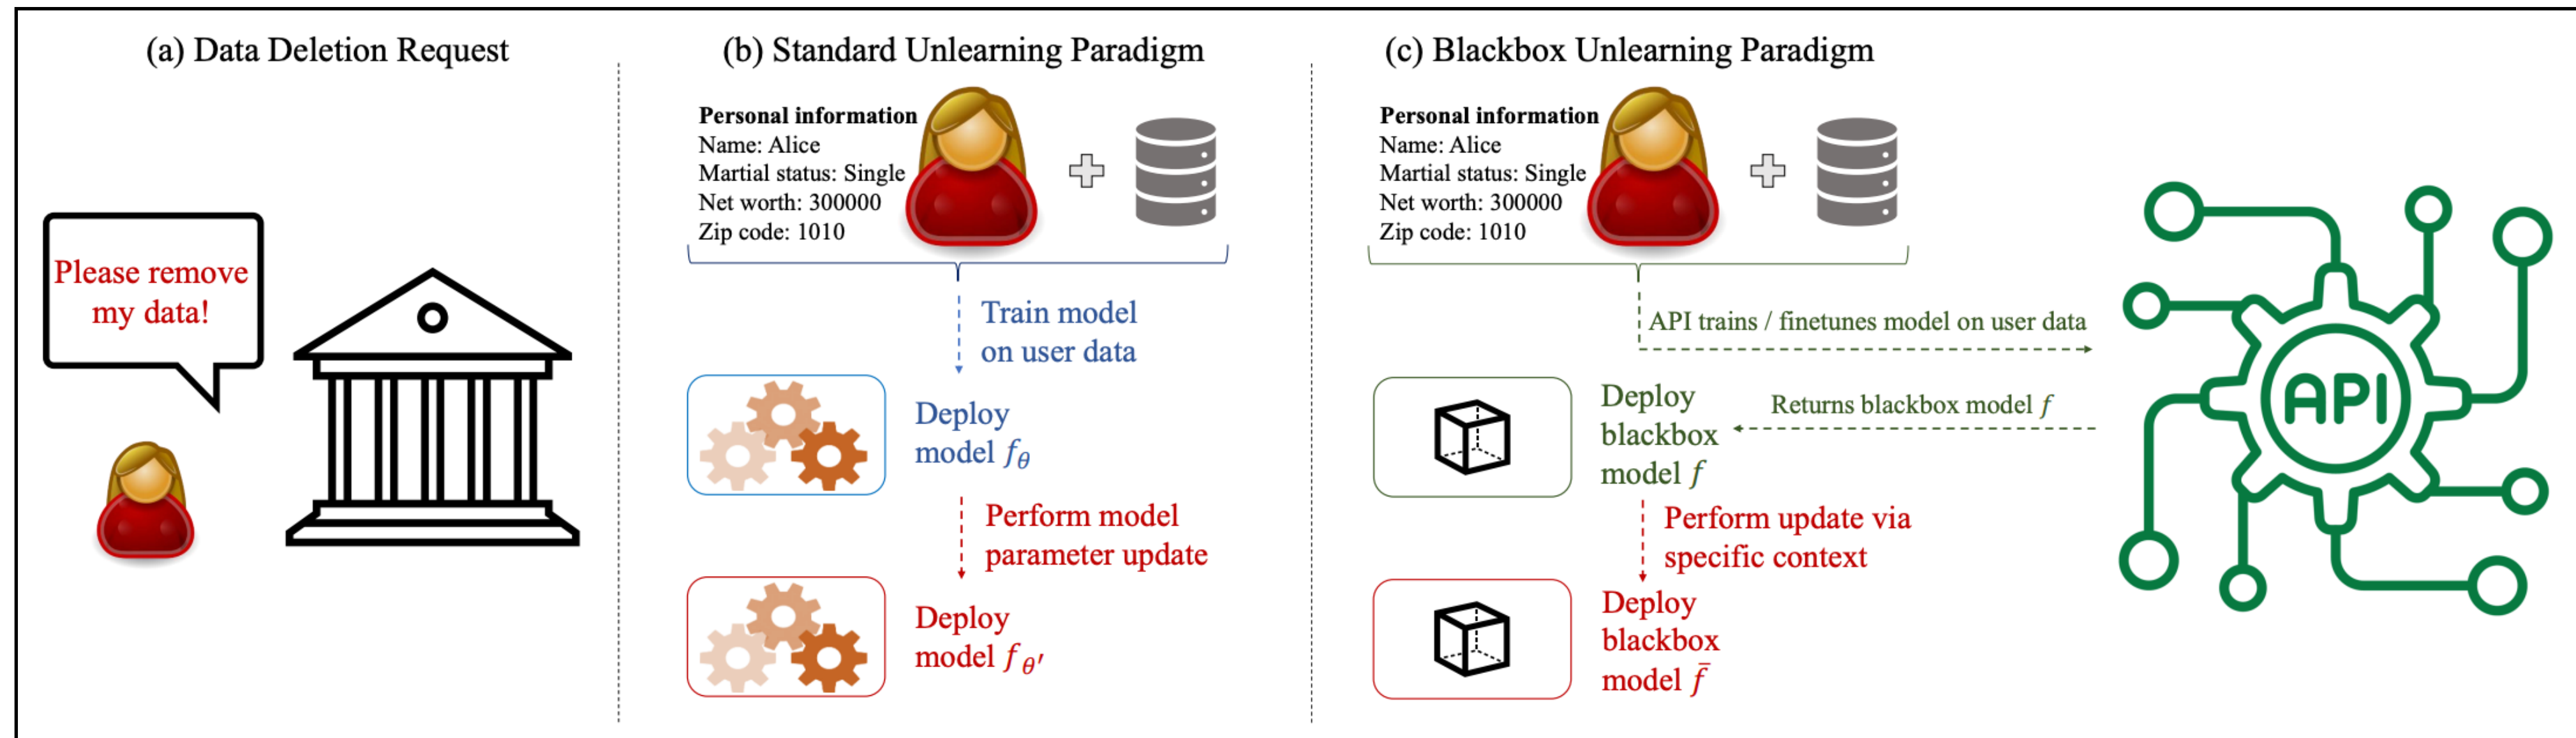 (a) Data Deletion Request
Please remove
my data!
(b) Standard Unlearning Paradigm
Personal information
Name: Alice
Martial status: Single
Net worth: 300000
Zip code: 1010
Train model
on user data
Deploy
model fθ
Perform model
parameter update
Deploy
model fθ′
(c) Blackbox Unlearning Paradigm
Personal information
Name: Alice
Martial status: Single
Net worth: 300000
Zip code: 1010
API trains / finetunes model on user data
Deploy
blackbox
model f
Returns blackbox model f
Perform update via
specific context
Deploy
blackbox
model f̄
API